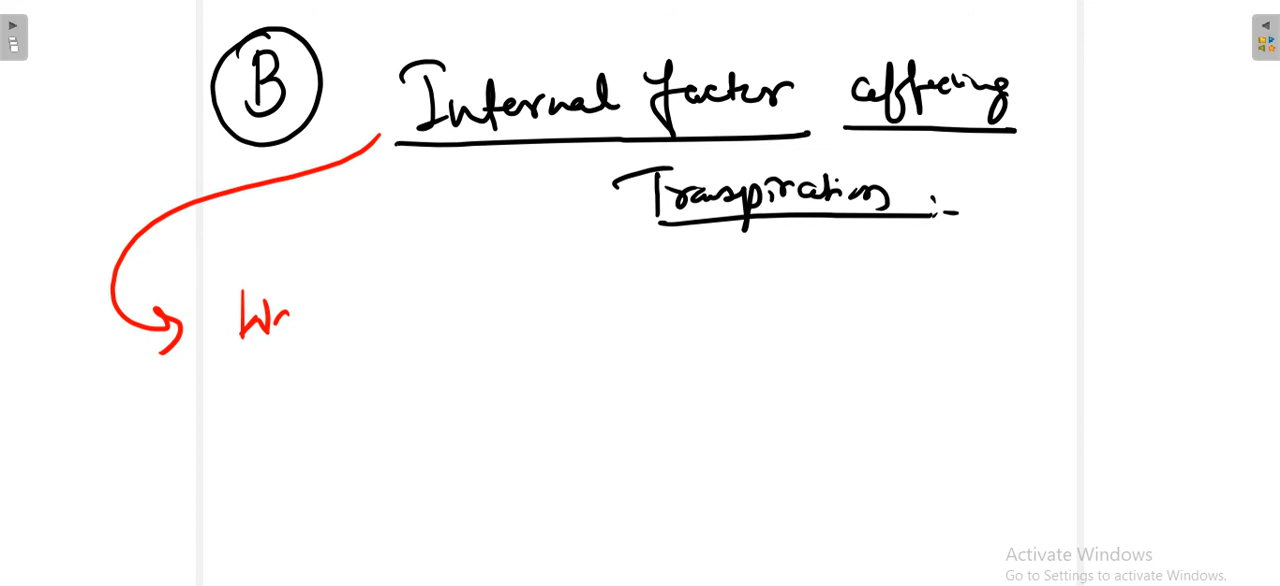 B Internal factor affecting
Transpiration :-
Activate Windows
Go to Settings to activate Windows.